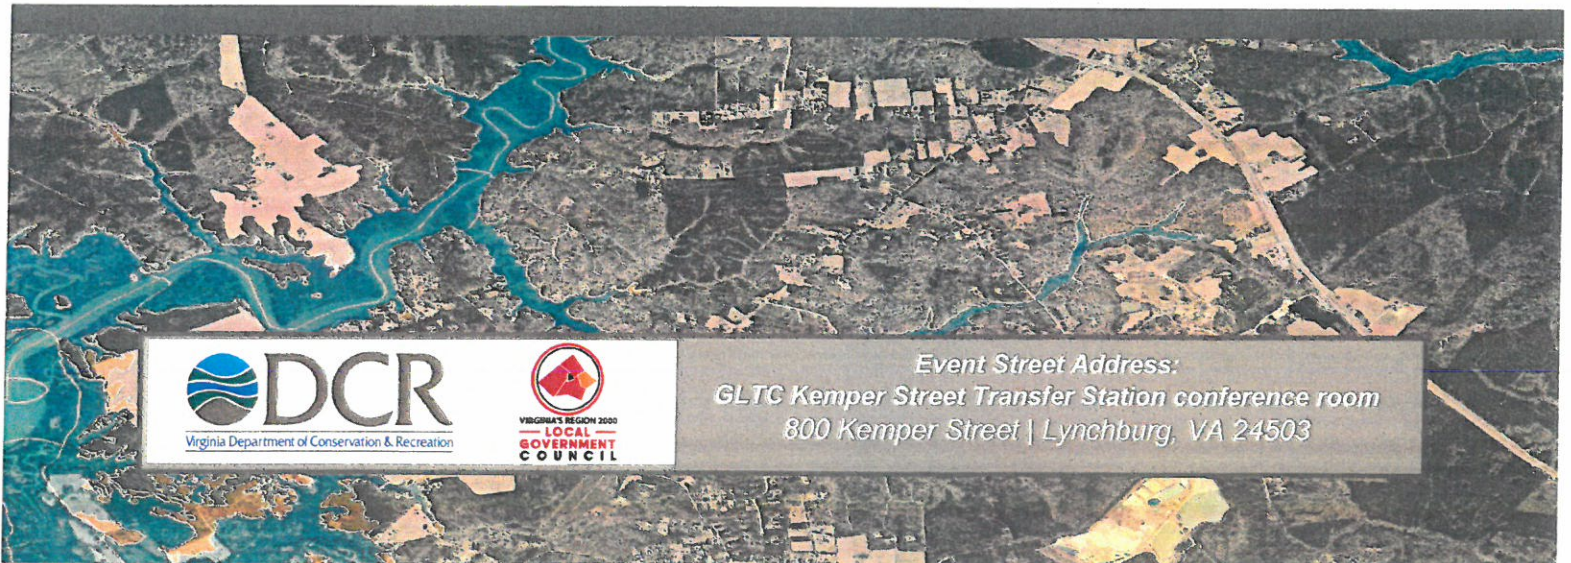 DCR
Virginia Department of Conservation & Recreation
VIRGINIA'S REGION 2000
LOCAL
GOVERNMENT
COUNCIL
Event Street Address:
GLTC Kemper Street Transfer Station conference room
800 Kemper Street | Lynchburg, VA 24503